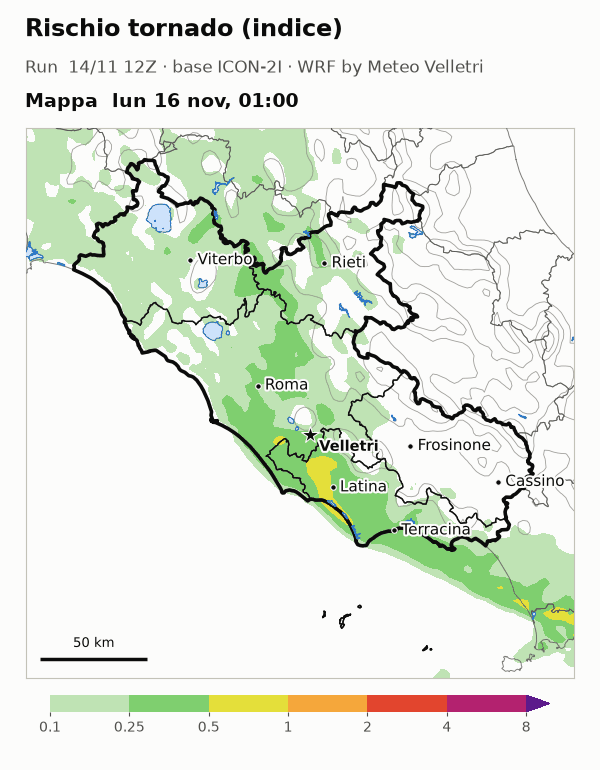 Rischio tornado (indice)
Run  14/11 12Z · base ICON-2I · WRF by Meteo Velletri
Mappa  lun 16 nov, 01:00
Viterbo
Rieti
Roma
Velletri
Frosinone
Latina
Cassino
Terracina
50 km
0.1 0.25 0.5 1 2 4 8